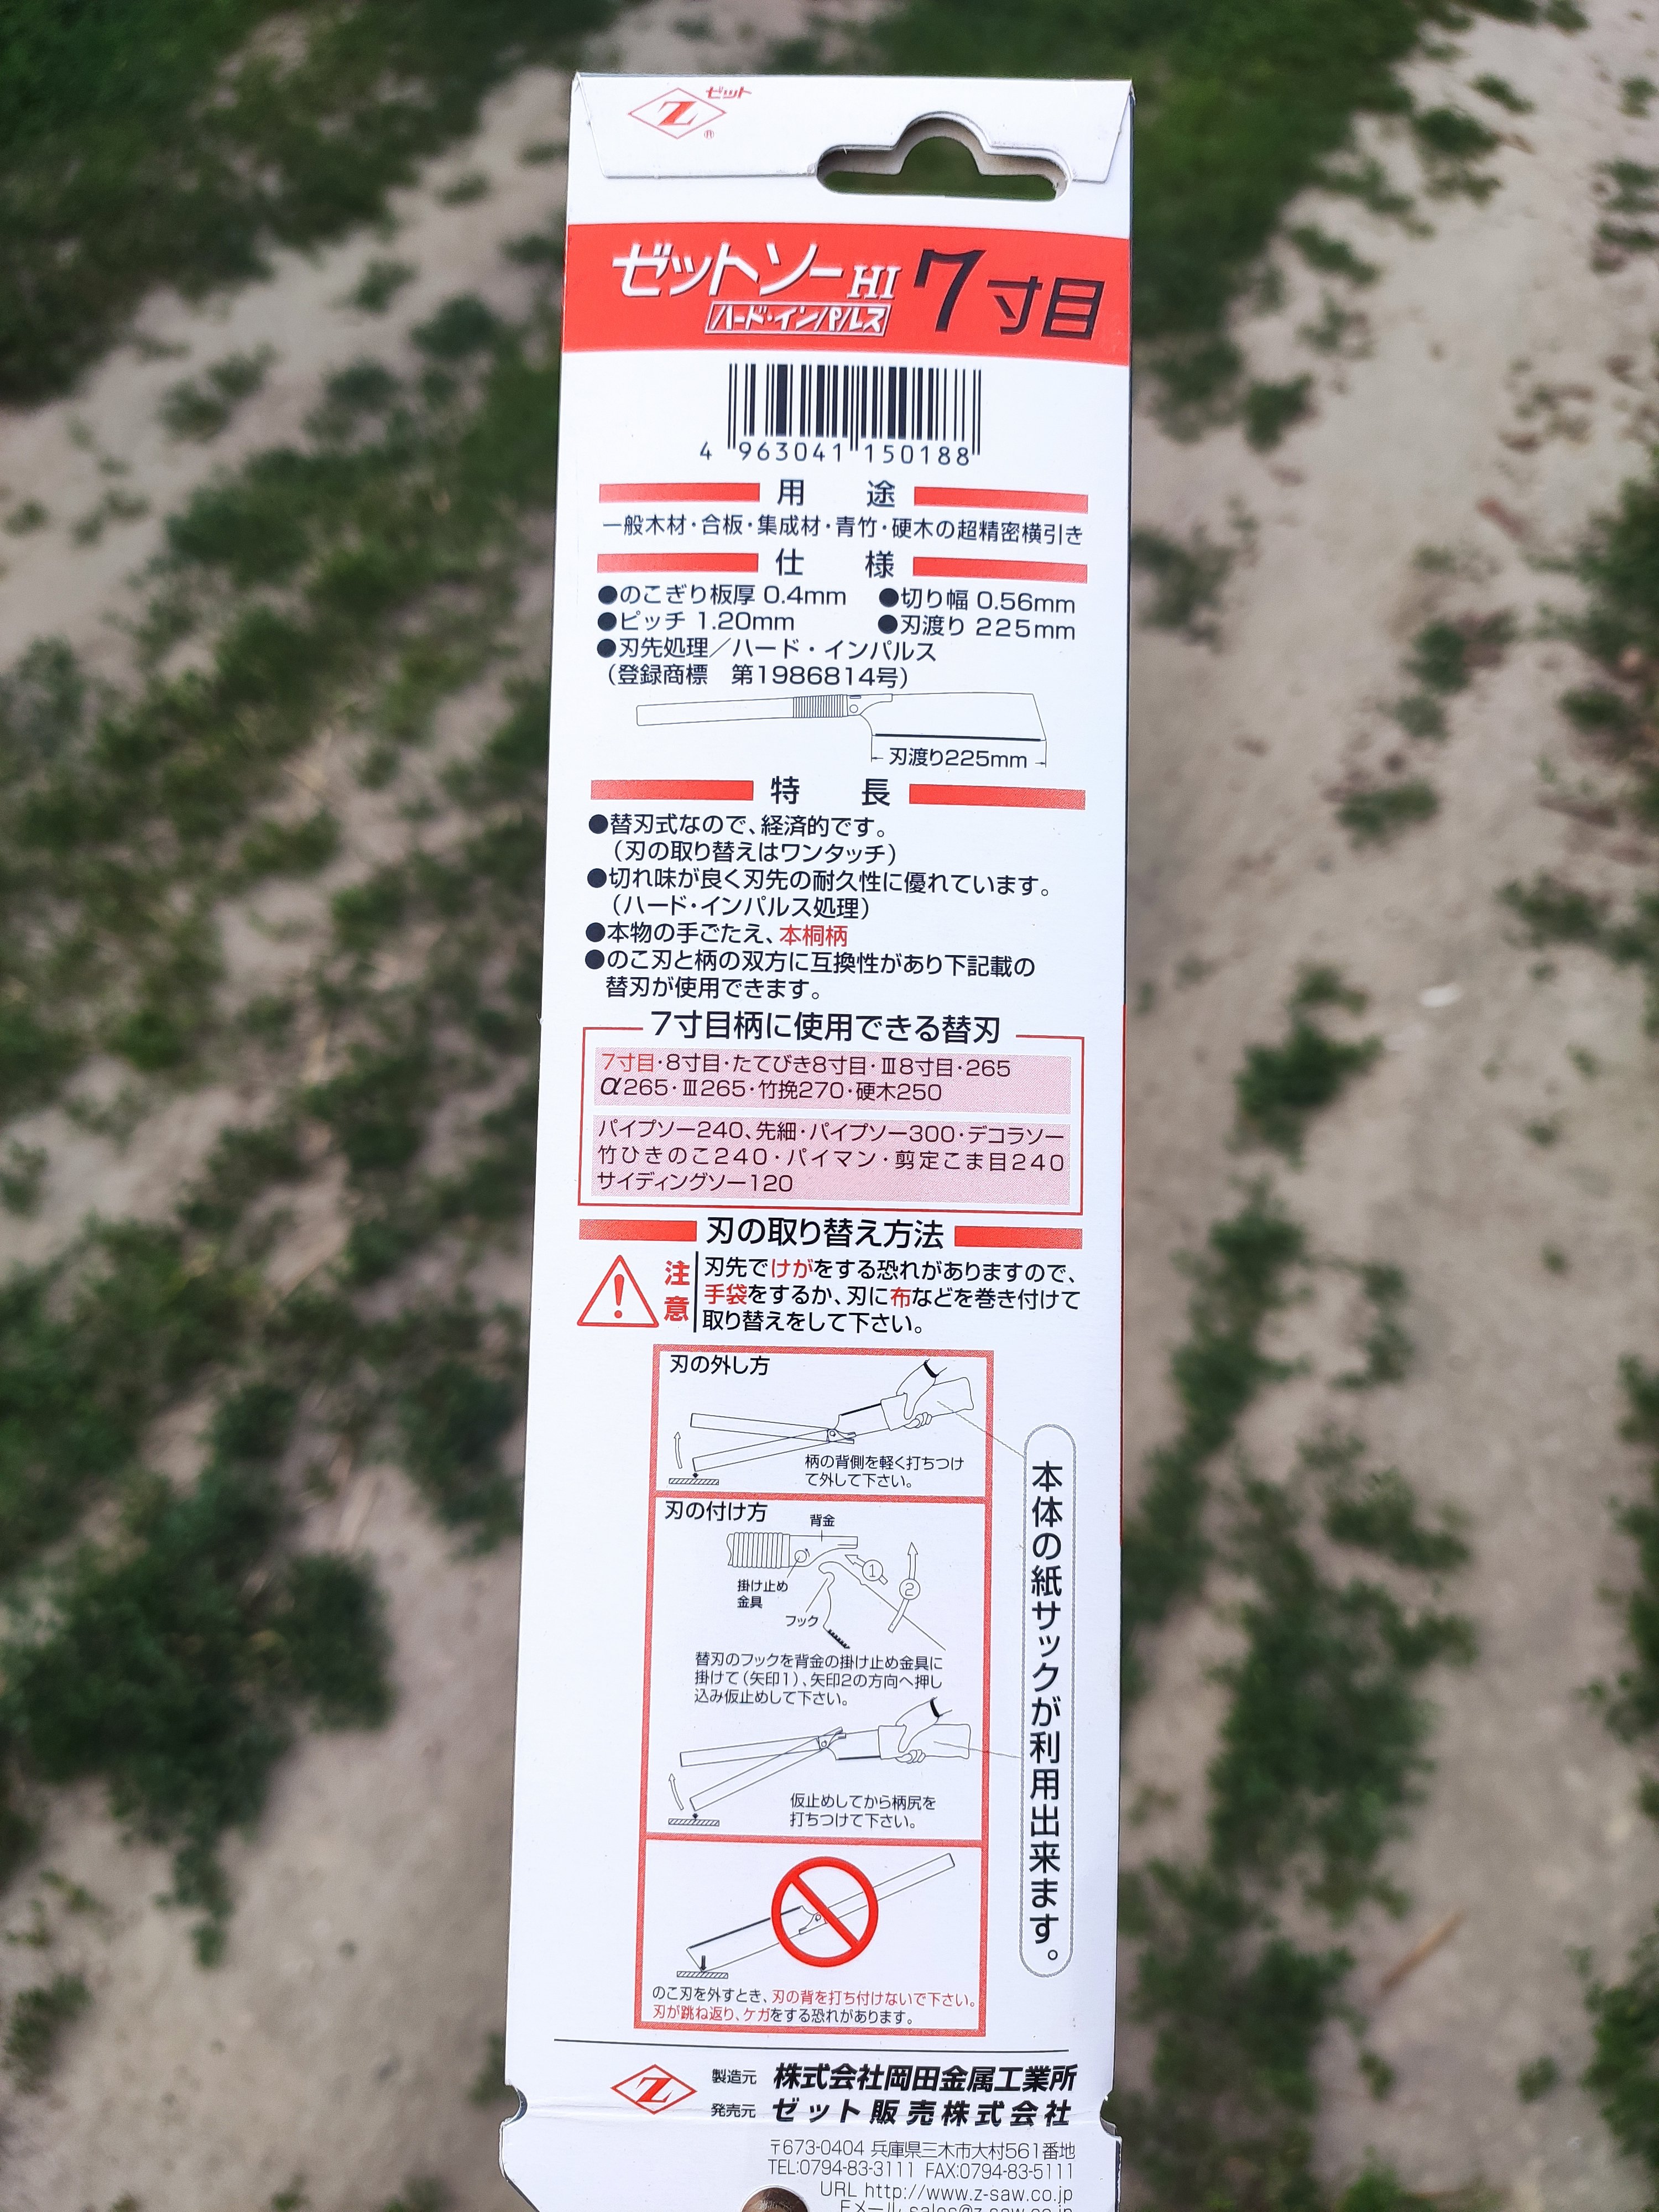 ゼット
Z
®
ゼットソーHI 7寸目
ハード・インパルス
4 963041 150188
用 途
一般木材・合板・集成材・青竹・硬木の超精密横引き
仕 様
●のこぎり板厚 0.4mm ●切り幅 0.56mm
●ピッチ 1.20mm ●刃渡り 225mm
●刃先処理／ハード・インパルス
（登録商標 第1986814号）
刃渡り225mm
特 長
●替刃式なので、経済的です。
（刃の取り替えはワンタッチ）
●切れ味が良く刃先の耐久性に優れています。
（ハード・インパルス処理）
●本物の手ごたえ、本桐柄
●のこ刃と柄の双方に互換性があり下記載の
替刃が使用できます。
7寸目柄に使用できる替刃
7寸目・8寸目・たてびき8寸目・Ⅲ8寸目・265
α265・Ⅲ265・竹挽270・硬木250
パイプソー240、先細・パイプソー300・デコラソー
竹ひきのこ240・パイマン・剪定こま目240
サイディングソー120
刃の取り替え方法
注意
刃先でけがをする恐れがありますので、
手袋をするか、刃に布などを巻き付けて
取り替えをして下さい。
刃の外し方
柄の背側を軽く打ちつけ
て外して下さい。
刃の付け方
背金
1
2
掛け止め
金具
フック
替刃のフックを背金の掛け止め金具に
掛けて（矢印1）、矢印2の方向へ押し
込み仮止めして下さい。
仮止めしてから柄尻を
打ちつけて下さい。
本体の紙サックが利用出来ます。
のこ刃を外すとき、刃の背を打ち付けないで下さい。
刃が跳ね返り、ケガをする恐れがあります。
Z
製造元 株式会社岡田金属工業所
発売元 ゼット販売株式会社
〒673-0404 兵庫県三木市大村561番地
TEL:0794-83-3111 FAX:0794-83-5111
URL http://www.z-saw.co.jp
Eメール sales@z-saw.co.jp